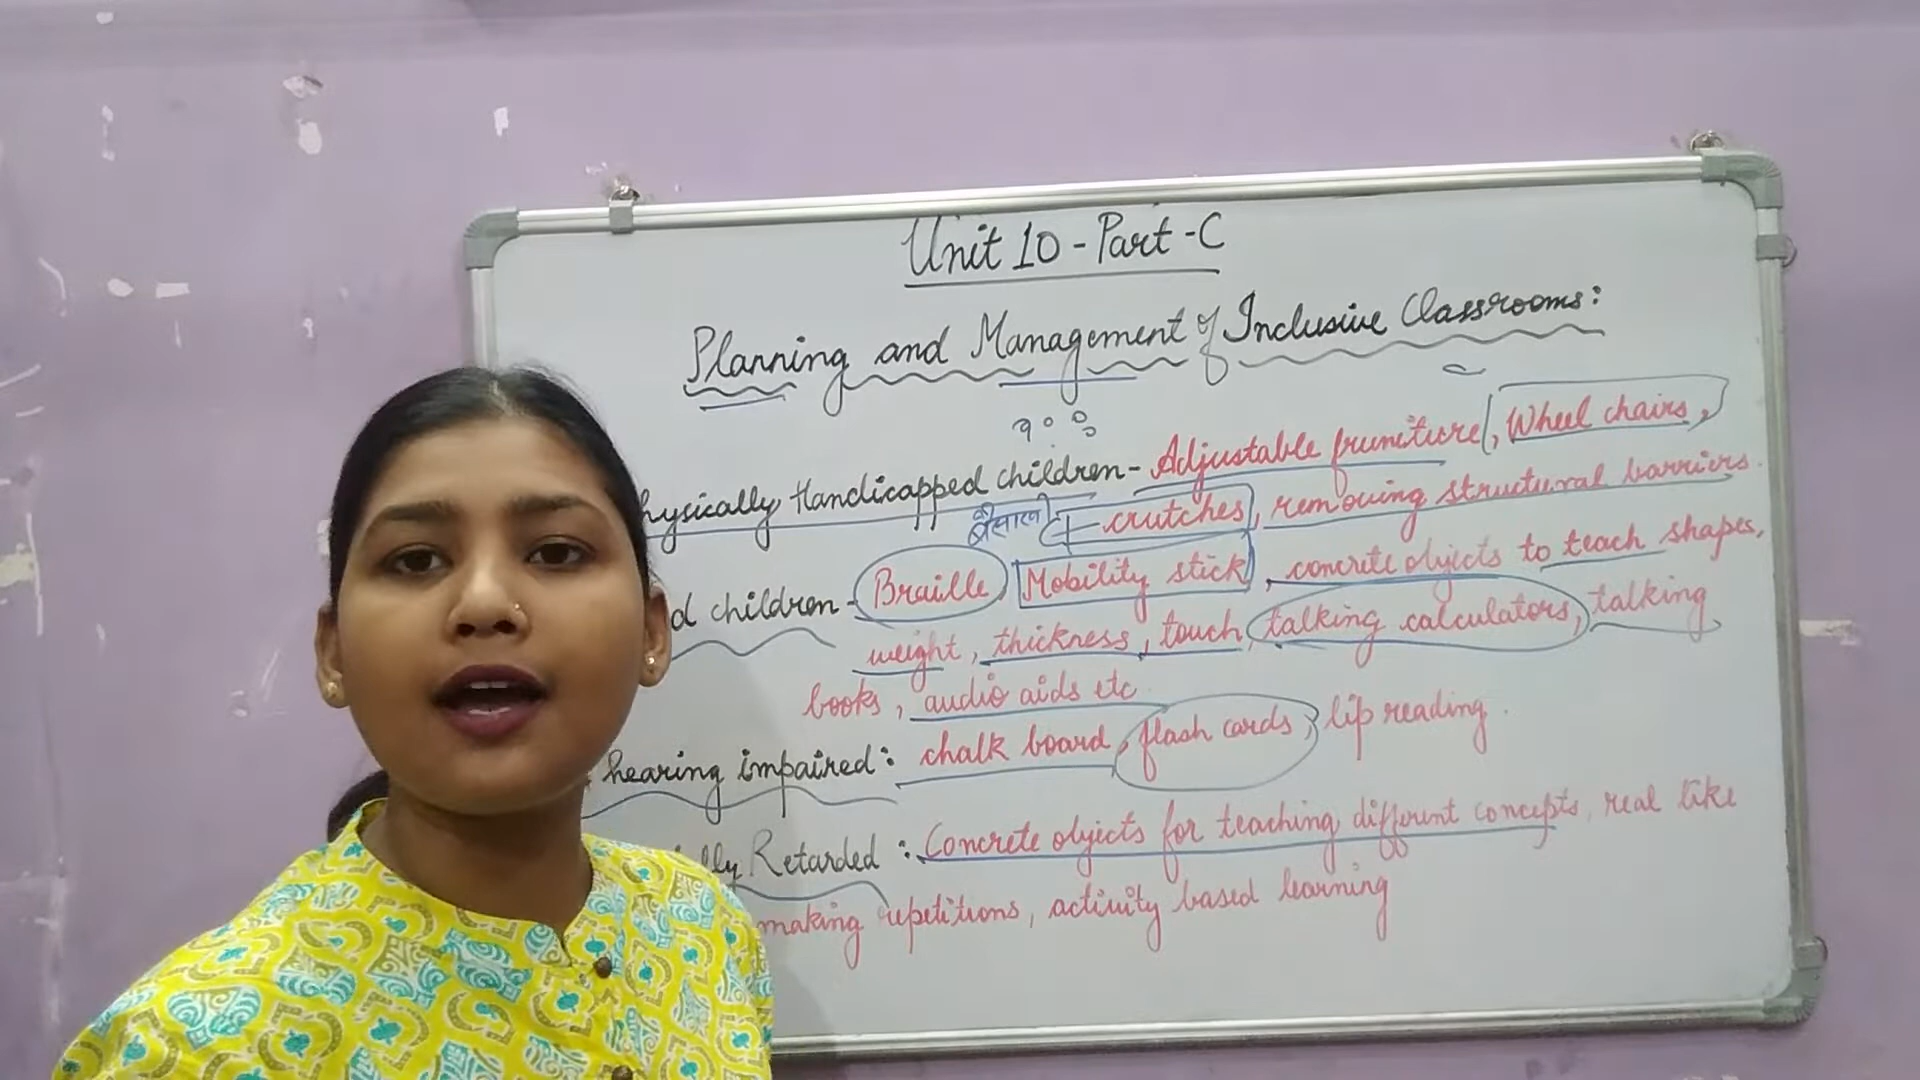 Unit 10 - Part - C
Planning and Management of Inclusive Classrooms:
hysically Handicapped children - Adjustable fruniture, Wheel chairs,
crutches, removing structural barriers.
d children - Braille, Mobility stick, concrete objects to teach shapes,
weight, thickness, touch, talking calculators, talking
books, audio aids etc
hearing impaired: chalk board, flash cards, lip reading.
lly Retarded: Concrete objects for teaching different concepts, real like
making repetitions, activity based learning